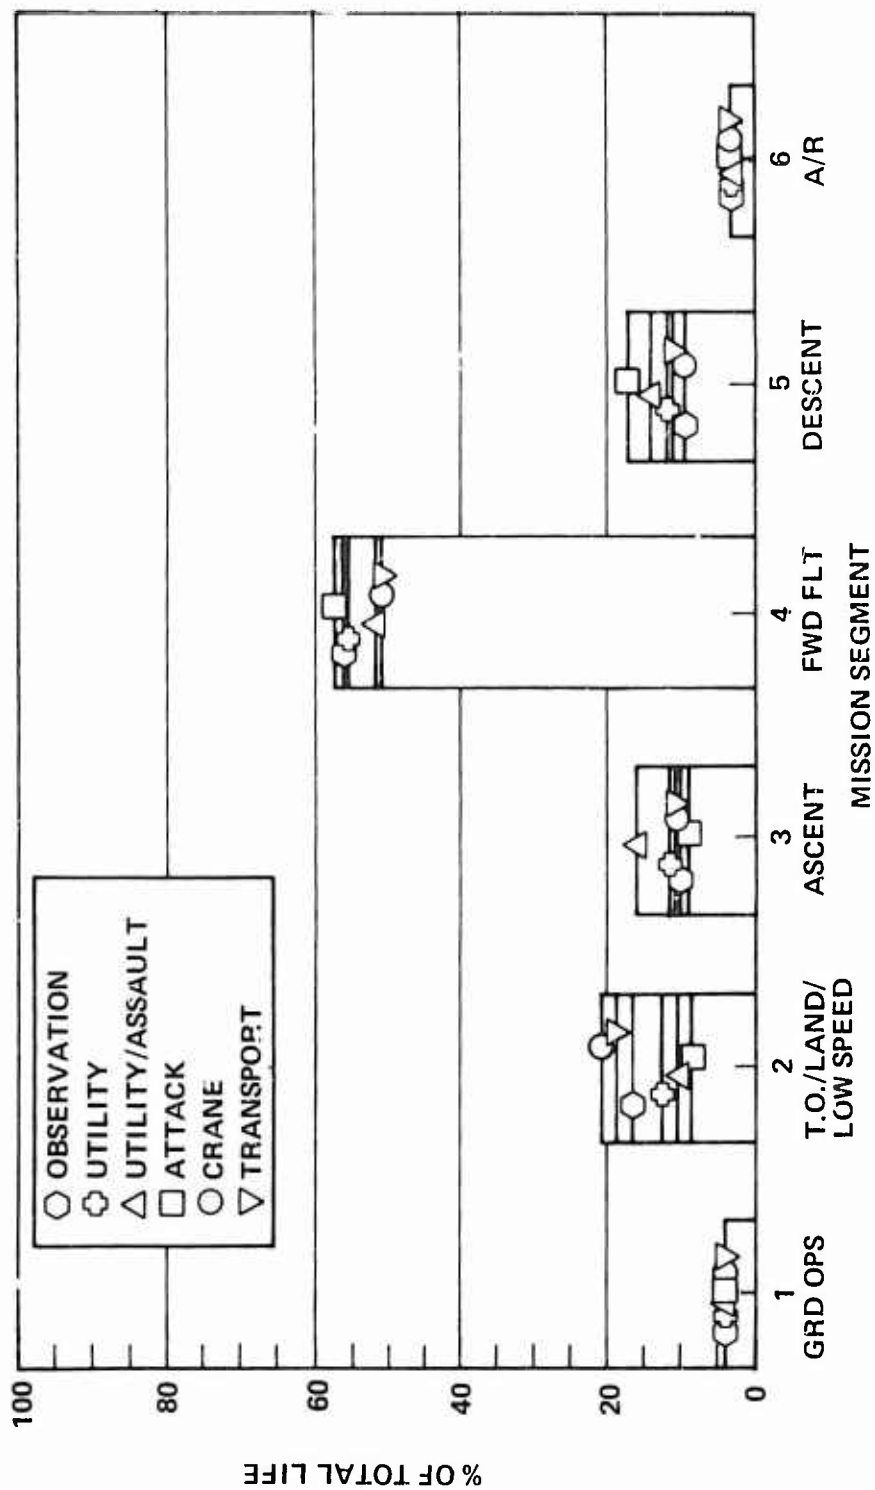 OBSERVATION
UTILITY
UTILITY/ASSAULT
ATTACK
CRANE
TRANSPORT
% OF TOTAL LIFE
100
80
60
40
20
0
1
2
3
4
5
6
GRD OPS
T.O./LAND/
LOW SPEED
ASCENT
FWD FLT
DESCENT
A/R
MISSION SEGMENT